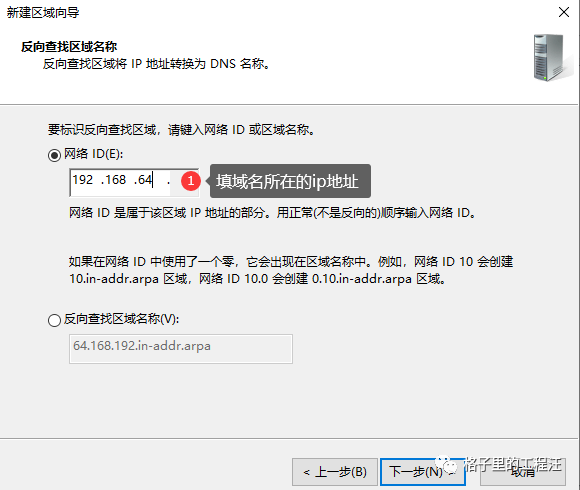 新建区域向导
反向查找区域名称
反向查找区域将 IP 地址转换为 DNS 名称。
要标识反向查找区域，请键入网络 ID 或区域名称。
网络 ID(E):
192 .168 .64 .
1 填域名所在的ip地址
网络 ID 是属于该区域 IP 地址的部分。用正常(不是反向的)顺序输入网络 ID。
如果在网络 ID 中使用了一个零，它会出现在区域名称中。例如，网络 ID 10 会创建
10.in-addr.arpa 区域，网络 ID 10.0 会创建 0.10.in-addr.arpa 区域。
反向查找区域名称(V):
64.168.192.in-addr.arpa
< 上一步(B) 下一步(N) > 取消
格子里的工程汪